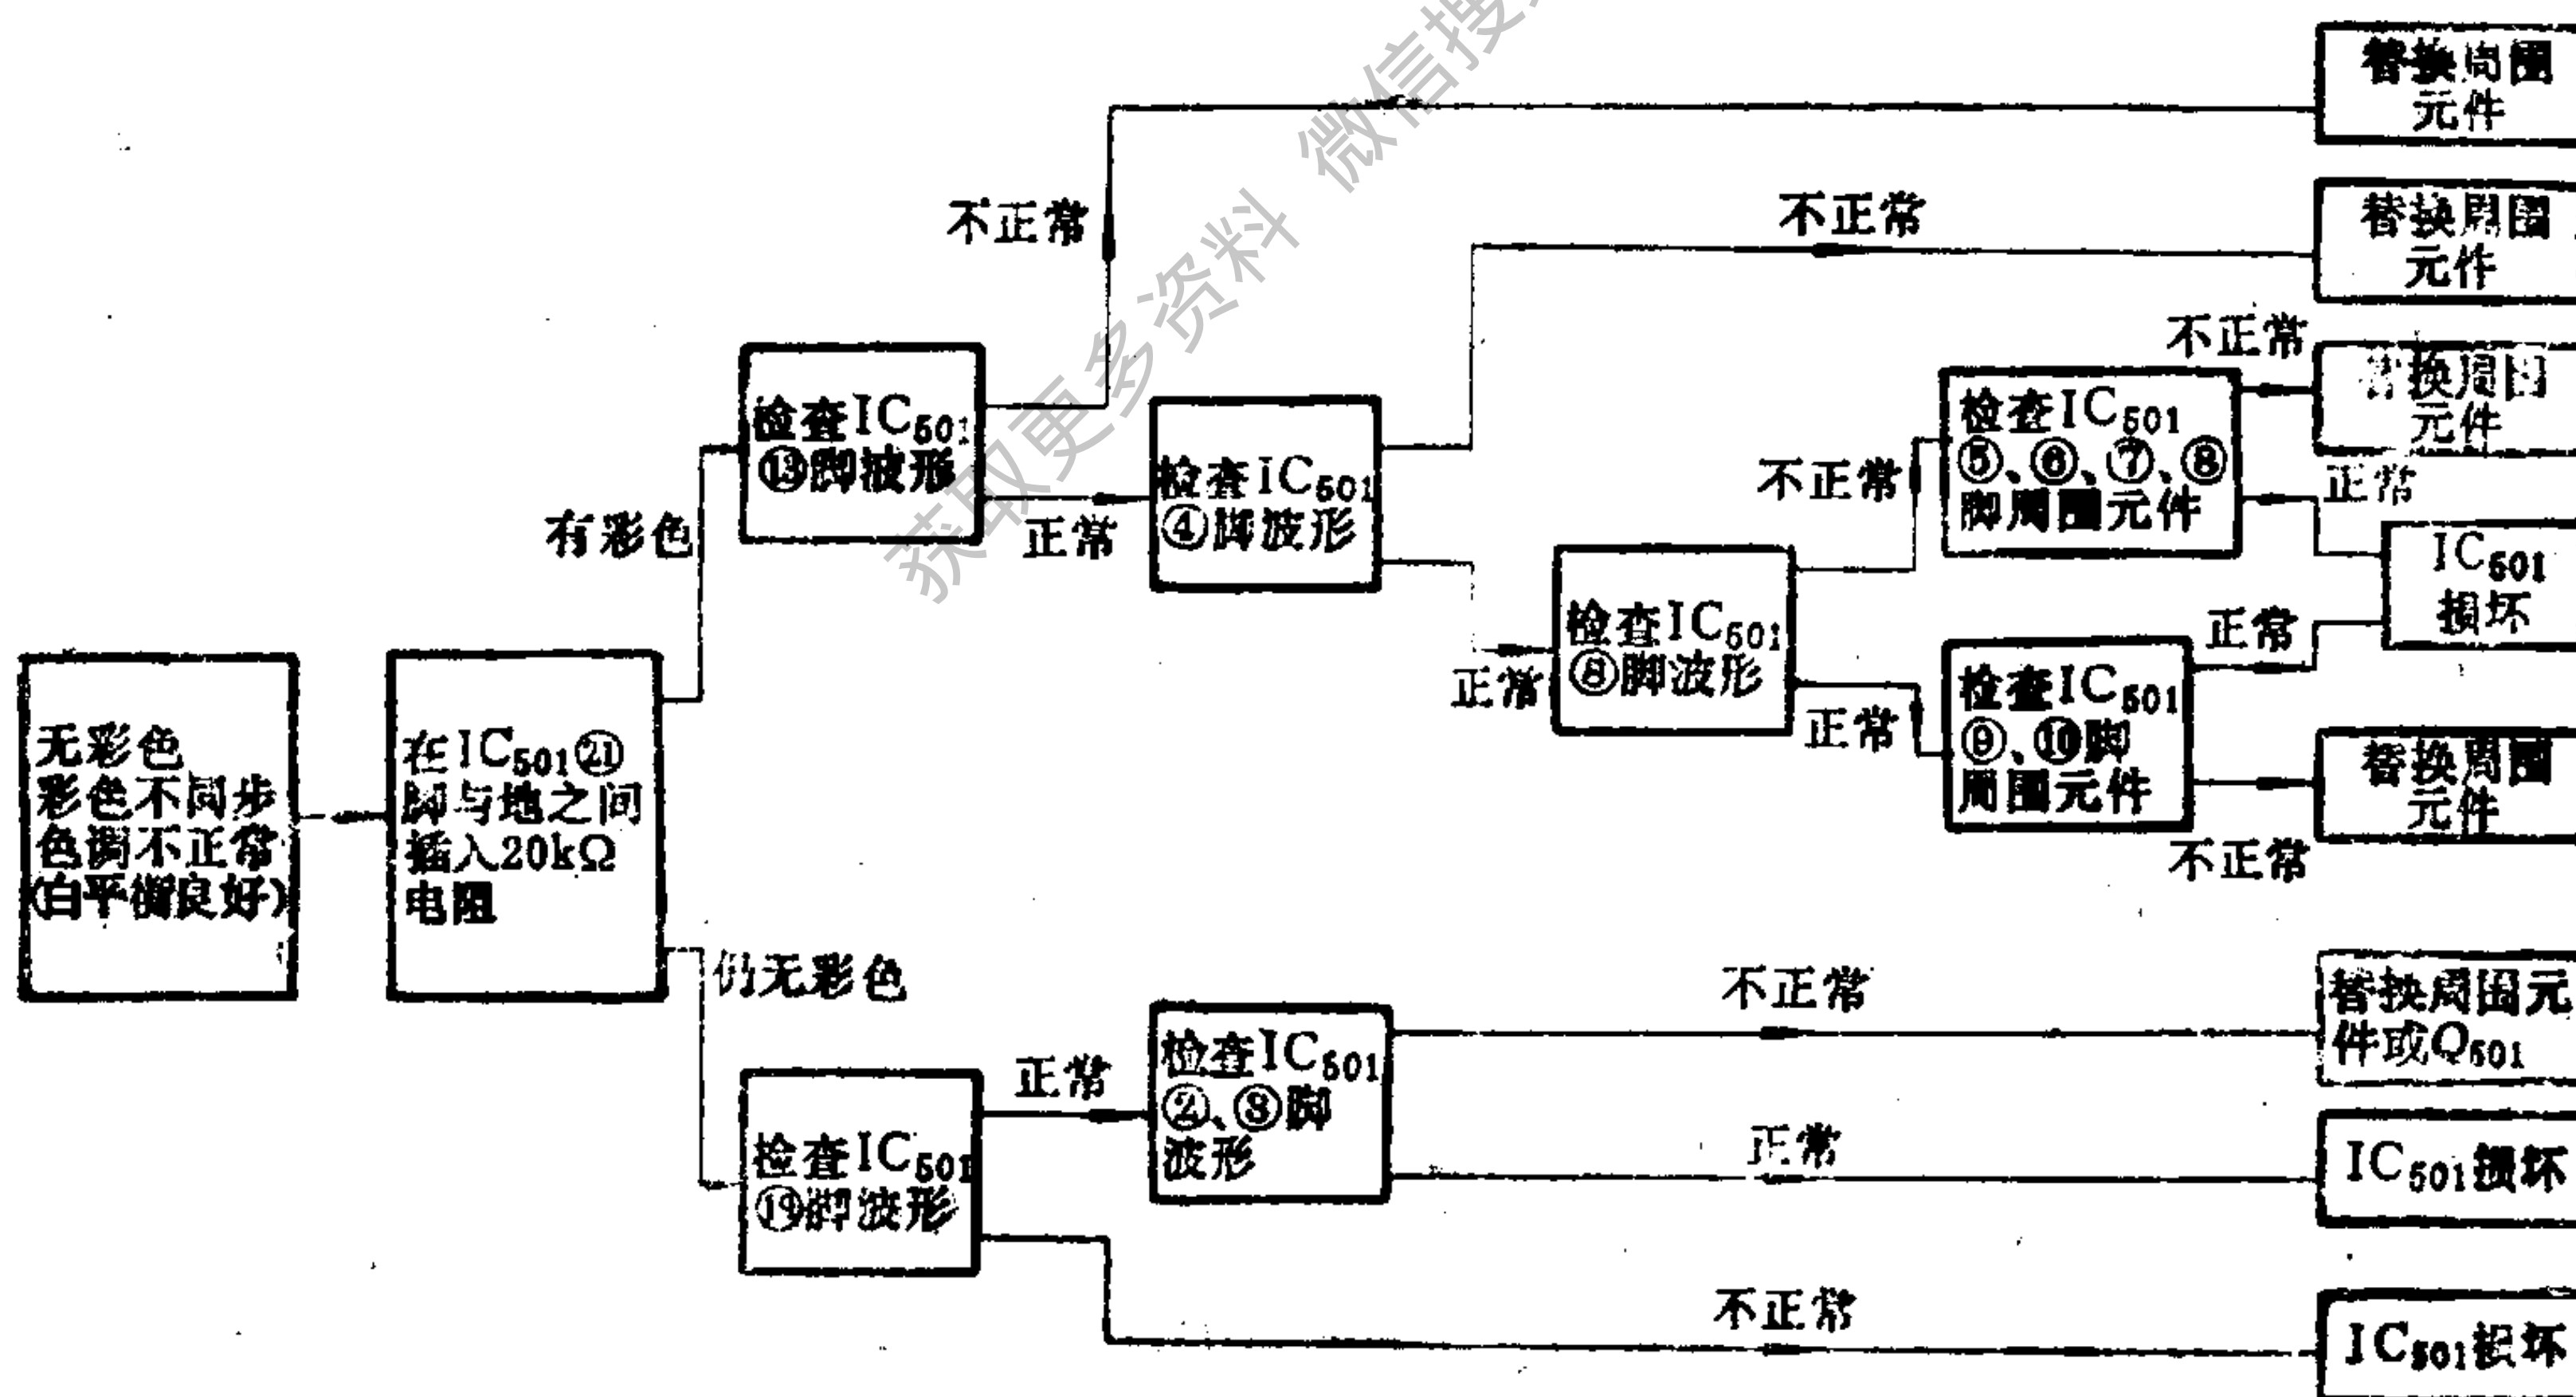 无彩色
彩色不同步
色调不正常
(白平衡良好)
在IC501㉑
脚与地之间
插入20kΩ
电阻
有彩色
仍无彩色
检查IC501
⑬脚波形
不正常
正常
检查IC501
④脚波形
不正常
正常
检查IC501
⑧脚波形
不正常
正常
检查IC501
⑤、⑥、⑦、⑧
脚周围元件
不正常
正常
检查IC501
⑨、⑩脚
周围元件
正常
不正常
替换周围
元件
替换周围
元件
替换周围
元件
IC501
损坏
替换周围
元件
检查IC501
⑲脚波形
正常
不正常
检查IC501
②、③脚
波形
不正常
正常
替换周围元
件或Q501
IC501损坏
IC501损坏
获取更多资料 微信搜